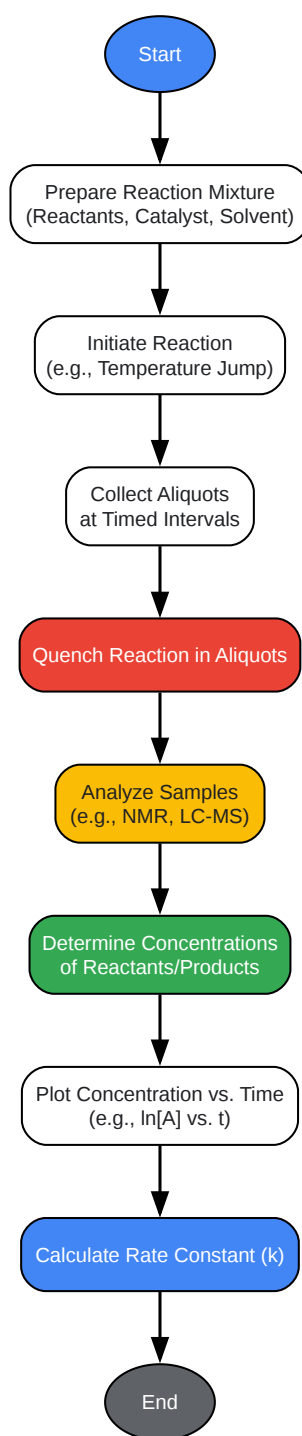 Start
Prepare Reaction Mixture
(Reactants, Catalyst, Solvent)
Initiate Reaction
(e.g., Temperature Jump)
Collect Aliquots
at Timed Intervals
Quench Reaction in Aliquots
Analyze Samples
(e.g., NMR, LC-MS)
Determine Concentrations
of Reactants/Products
Plot Concentration vs. Time
(e.g., ln[A] vs. t)
Calculate Rate Constant (k)
End